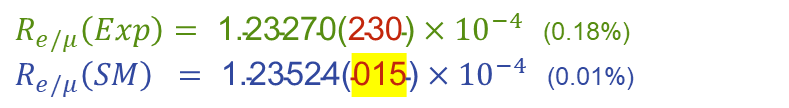 R_{e/μ}(Exp) = 1.23270(230) × 10^{-4} (0.18%)
R_{e/μ}(SM) = 1.23524(015) × 10^{-4} (0.01%)